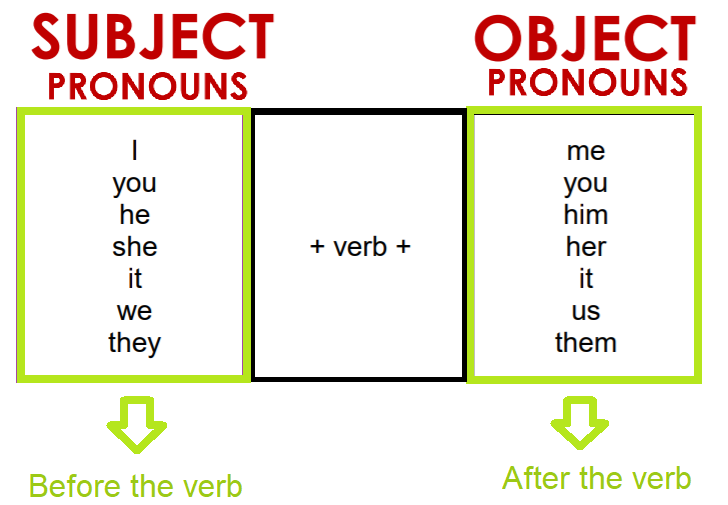 SUBJECT
PRONOUNS
I
you
he
she
it
we
they
Before the verb
+ verb +
OBJECT
PRONOUNS
me
you
him
her
it
us
them
After the verb